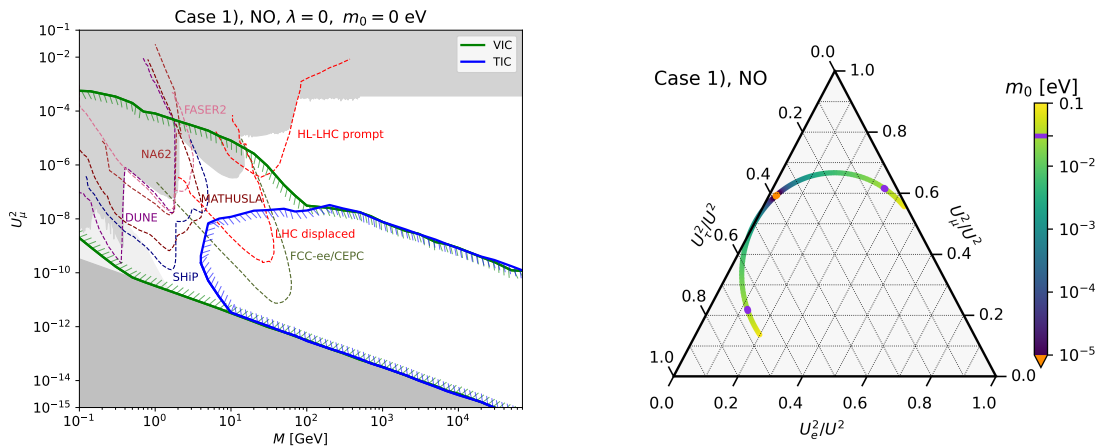 Case 1), NO, λ = 0, m₀ = 0 eV
10⁻¹
10⁻²
10⁻⁴
10⁻⁶
10⁻⁸
10⁻¹⁰
10⁻¹²
10⁻¹⁴
10⁻¹⁵
U²_μ
VIC
TIC
FASER2
HL-LHC prompt
NA62
MATHUSLA
DUNE
LHC displaced
FCC-ee/CEPC
SHiP
10⁻¹ 10⁰ 10¹ 10² 10³ 10⁴
M [GeV]
Case 1), NO
0.0
0.2
0.4
0.6
0.8
1.0
U²_τ/U²
1.0
0.8
0.6
0.4
0.2
0.0
U²_μ/U²
0.0 0.2 0.4 0.6 0.8 1.0
U²_e/U²
m₀ [eV]
0.1
10⁻²
10⁻³
10⁻⁴
10⁻⁵